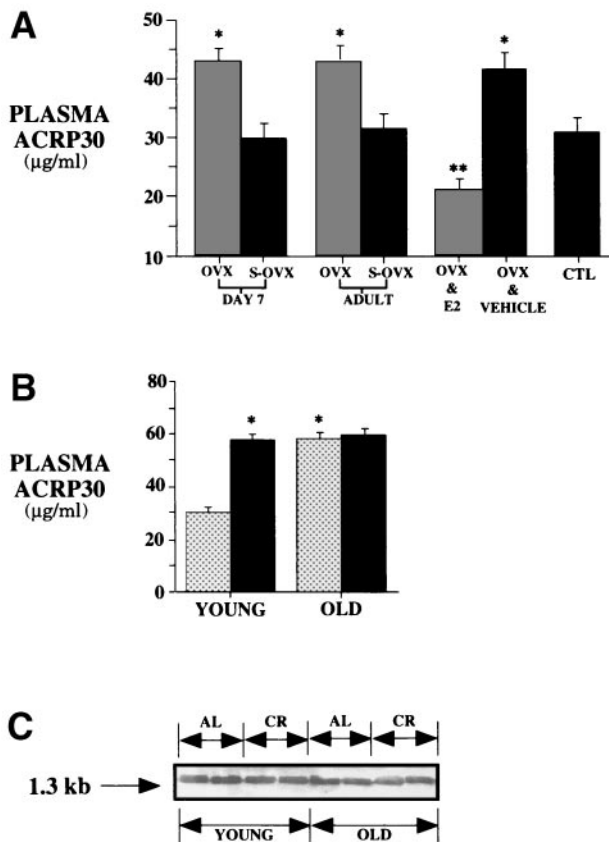 A
PLASMA
ACRP30
(µg/ml)
50
40
30
20
10
*
*
**
*
OVX S-OVX
DAY 7
OVX S-OVX
ADULT
OVX
&
E2
OVX
&
VEHICLE
CTL
B
PLASMA
ACRP30
(µg/ml)
80
60
40
20
0
*
*
YOUNG OLD
C
AL CR AL CR
1.3 kb
YOUNG OLD